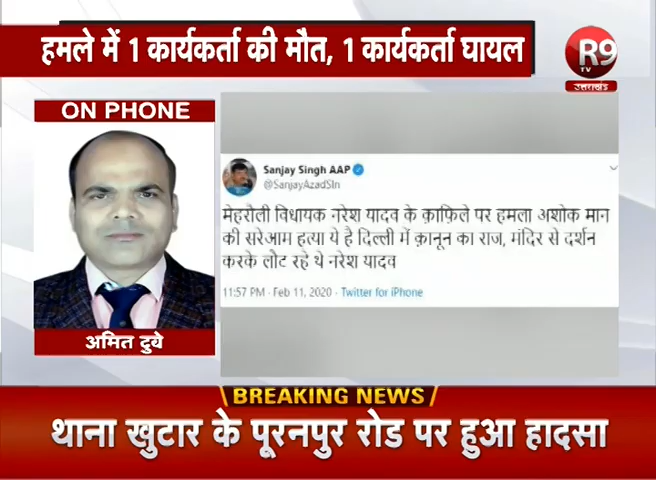 हमले में 1 कार्यकर्ता की मौत, 1 कार्यकर्ता घायल
R9
TV
उत्तराखंड
ON PHONE
अमित दुबे
Sanjay Singh AAP
@SanjayAzadSln
मेहरोली विधायक नरेश यादव के क़ाफ़िले पर हमला अशोक मान
की सरेआम हत्या ये है दिल्ली में क़ानून का राज, मंदिर से दर्शन
करके लोट रहे थे नरेश यादव
11:57 PM · Feb 11, 2020 · Twitter for iPhone
BREAKING NEWS
थाना खुटार के पूरनपुर रोड पर हुआ हादसा